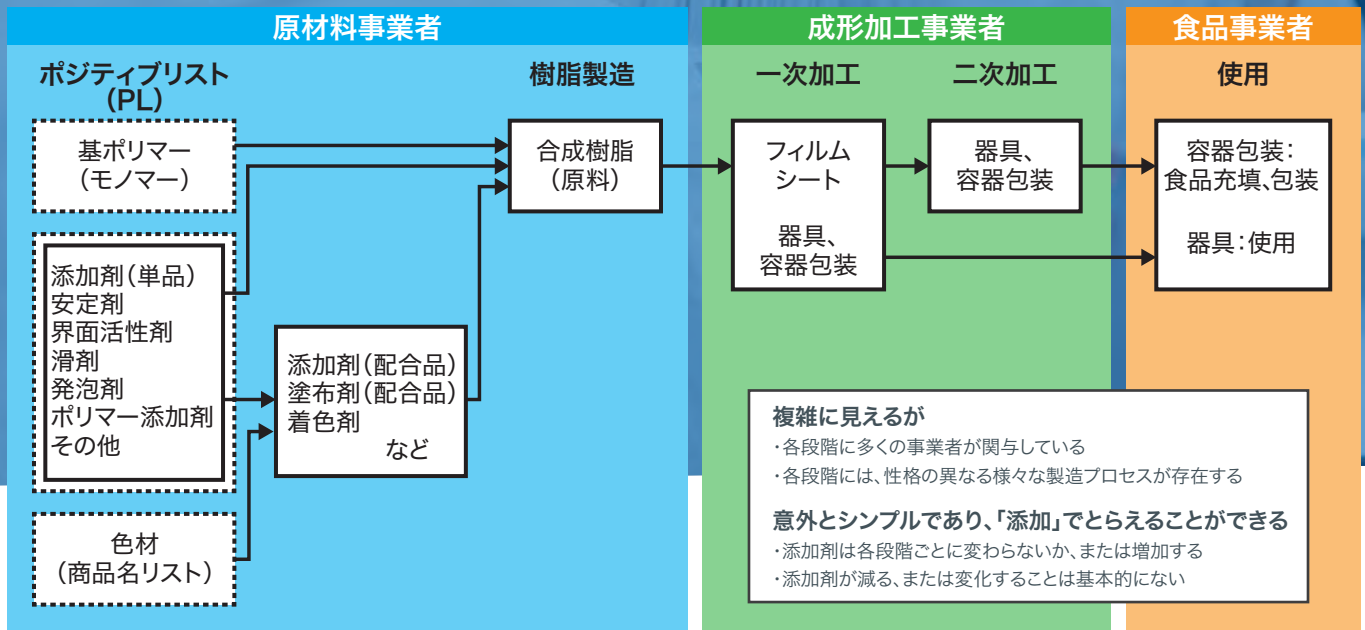 原材料事業者
成形加工事業者
食品事業者
ポジティブリスト
(PL)
樹脂製造
一次加工
二次加工
使用
基ポリマー
(モノマー)
添加剤(単品)
安定剤
界面活性剤
滑剤
発泡剤
ポリマー添加剤
その他
色材
(商品名リスト)
添加剤(配合品)
塗布剤(配合品)
着色剤
など
合成樹脂
(原料)
フィルム
シート
器具、
容器包装
器具、
容器包装
容器包装:
食品充填、包装
器具:使用
複雑に見えるが
・各段階に多くの事業者が関与している
・各段階には、性格の異なる様々な製造プロセスが存在する
意外とシンプルであり、「添加」でとらえることができる
・添加剤は各段階ごとに変わらないか、または増加する
・添加剤が減る、または変化することは基本的にない